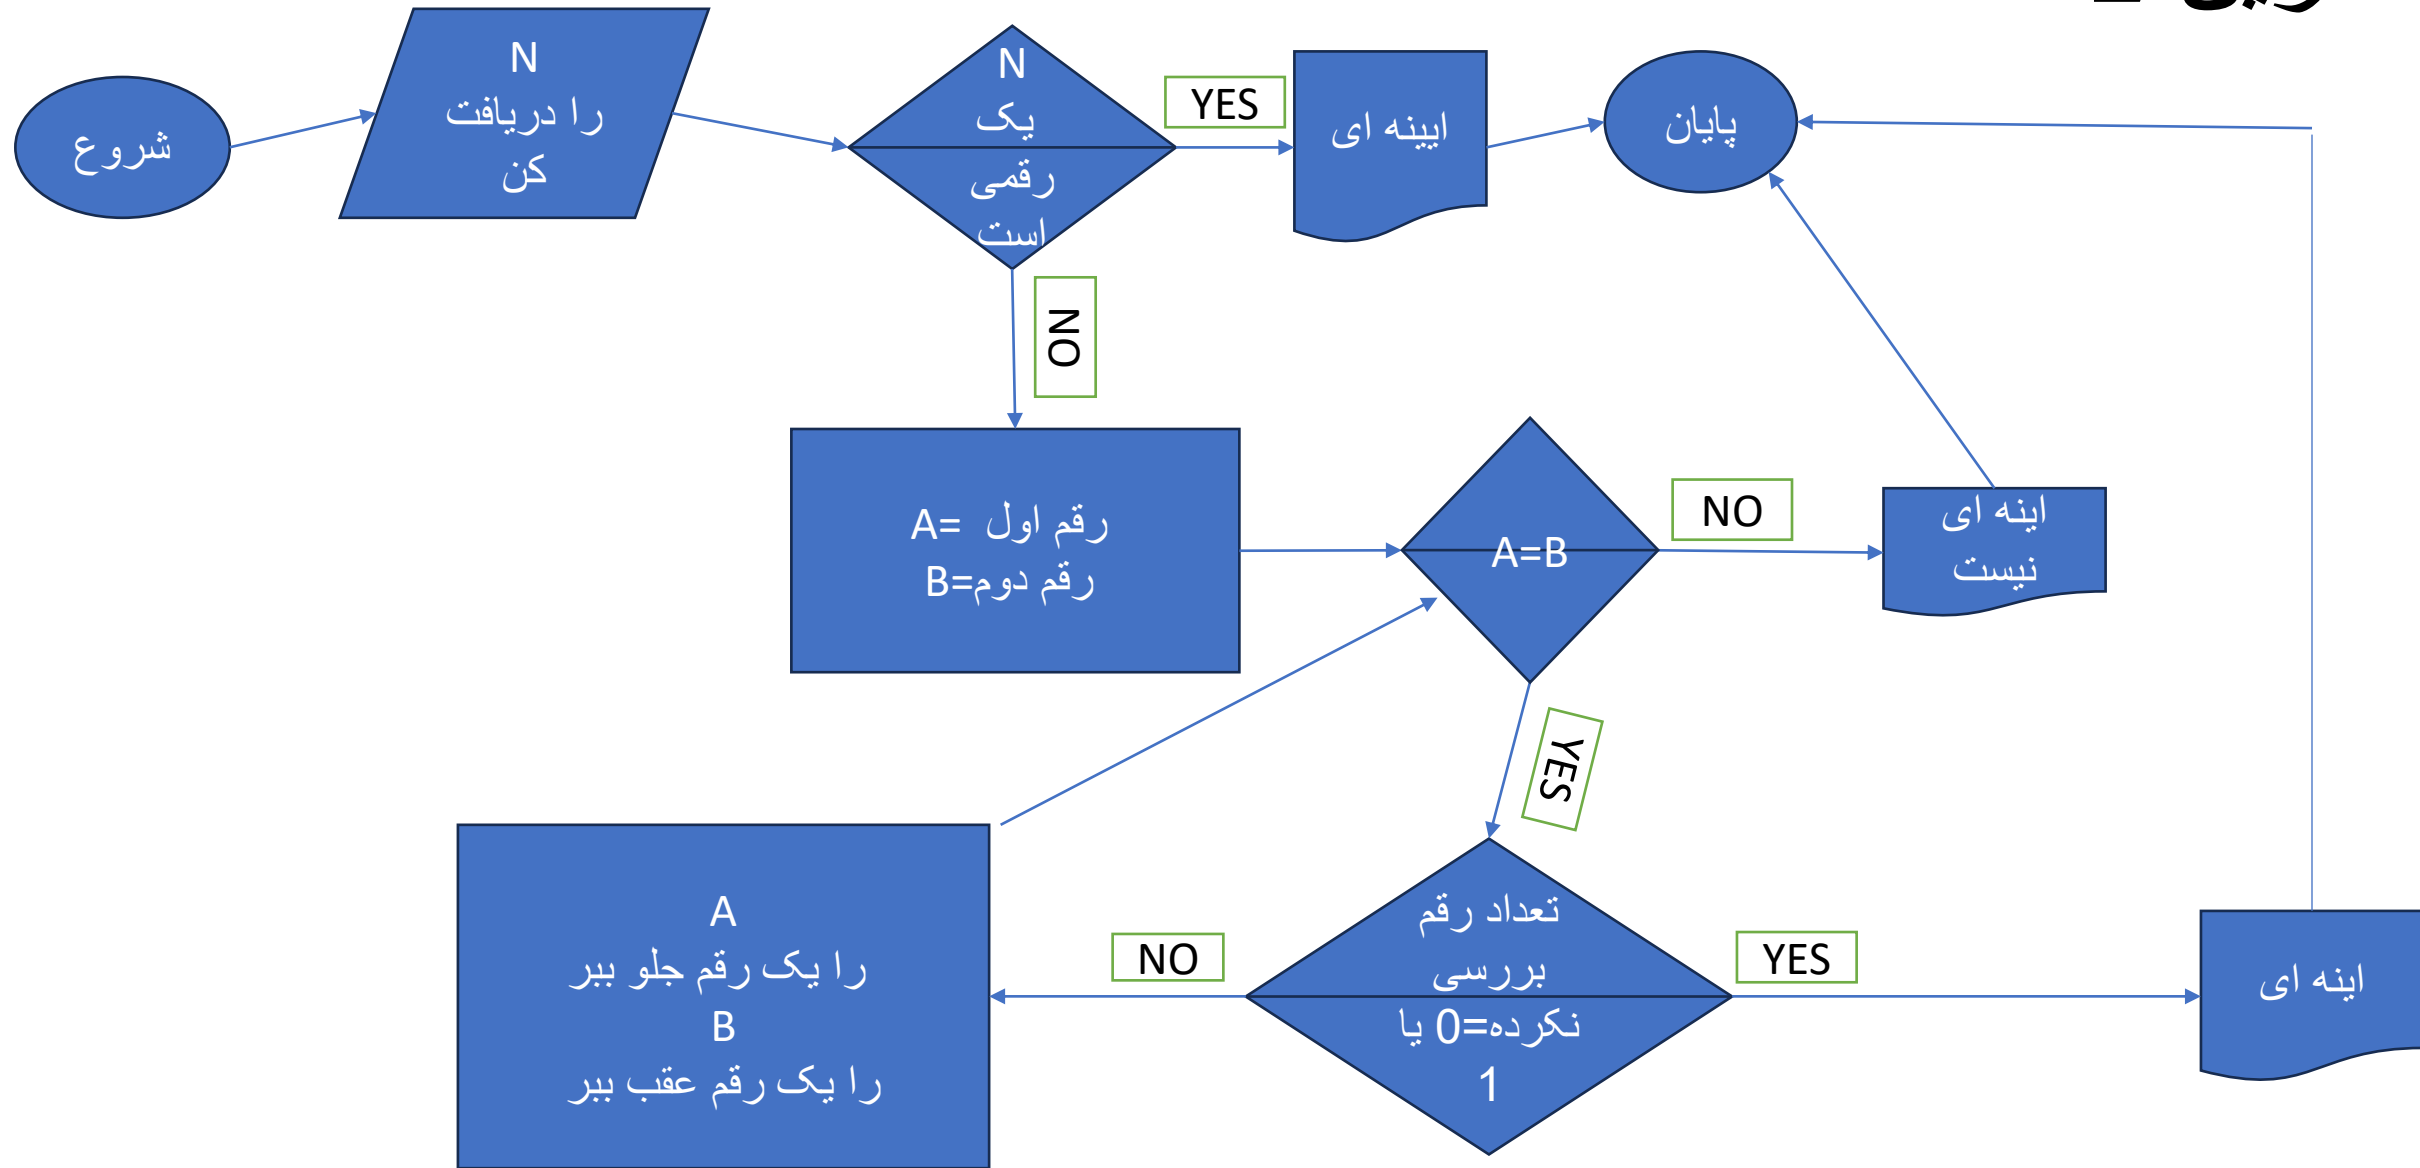 شروع
N
را دریافت
کن
N
یک
رقمی
است
YES
ایینه ای
پایان
NO
A= رقم اول
B=رقم دوم
A=B
NO
اینه ای
نیست
YES
تعداد رقم
بررسی
نکرده=0 یا
1
NO
A
را یک رقم جلو ببر
B
را یک رقم عقب ببر
YES
اینه ای